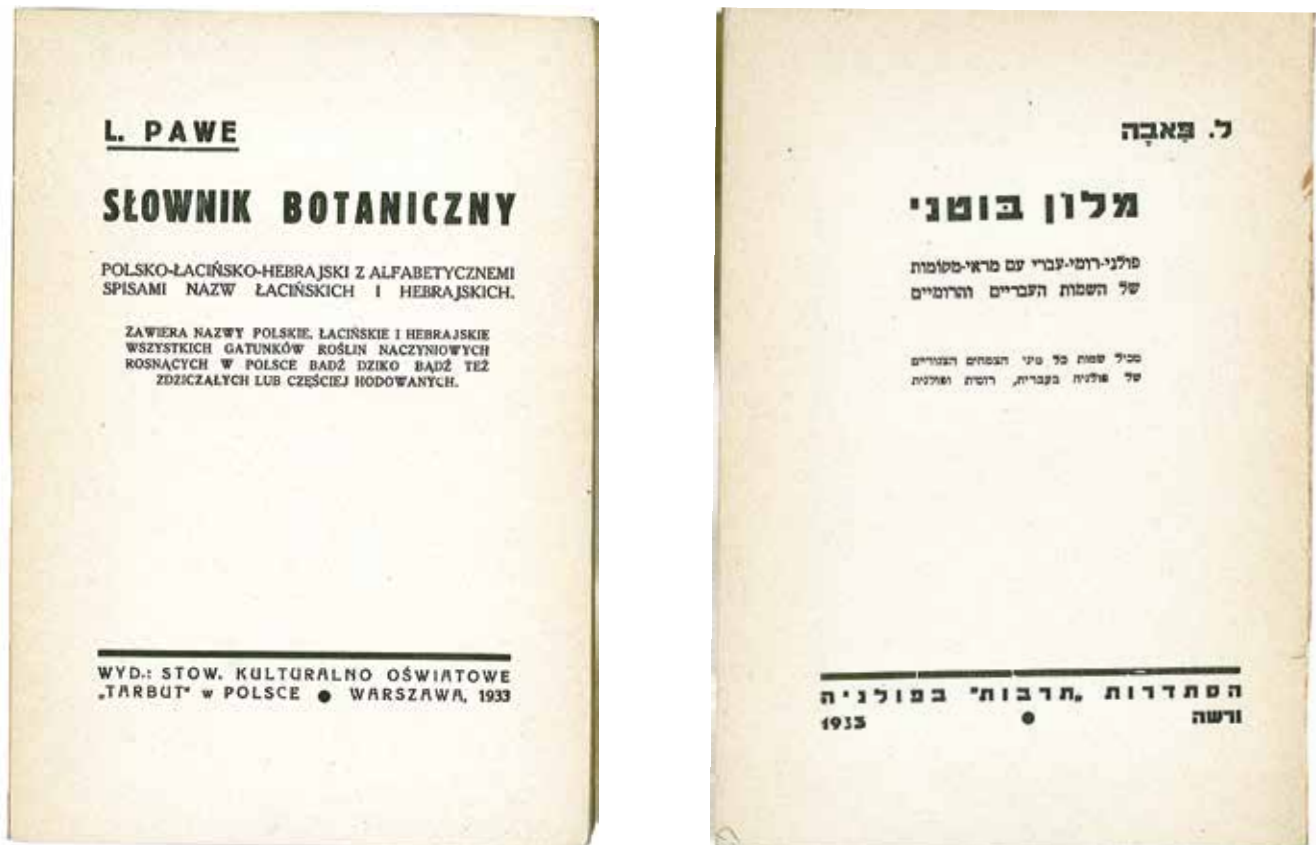 L. PAWE
SŁOWNIK BOTANICZNY
POLSKO-ŁACIŃSKO-HEBRAJSKI Z ALFABETYCZNEMI
SPISAMI NAZW ŁACIŃSKICH I HEBRAJSKICH.
ZAWIERA NAZWY POLSKIE, ŁACIŃSKIE I HEBRAJSKIE
WSZYSTKICH GATUNKÓW ROŚLIN NACZYNIOWYCH
ROSNĄCYCH W POLSCE BADŹ DZIKO BĄDŹ TEŻ
ZDZICZAŁYCH LUB CZĘŚCIEJ HODOWANYCH.
WYD.: STOW. KULTURALNO OŚWIATOWE
„TARBUT" w POLSCE ● WARSZAWA, 1933
ל. פַּאבֶה
מלון בוטני
פולני-רומי-עברי עם מראי-מקומות
של השמות העבריים והרומיים
מכיל שמות כל מיני הצמחים הצנוריים
של פולניה בעברית, רומית ופולנית
הסתדרות „תרבות" בפולניה
ורשה ● 1933